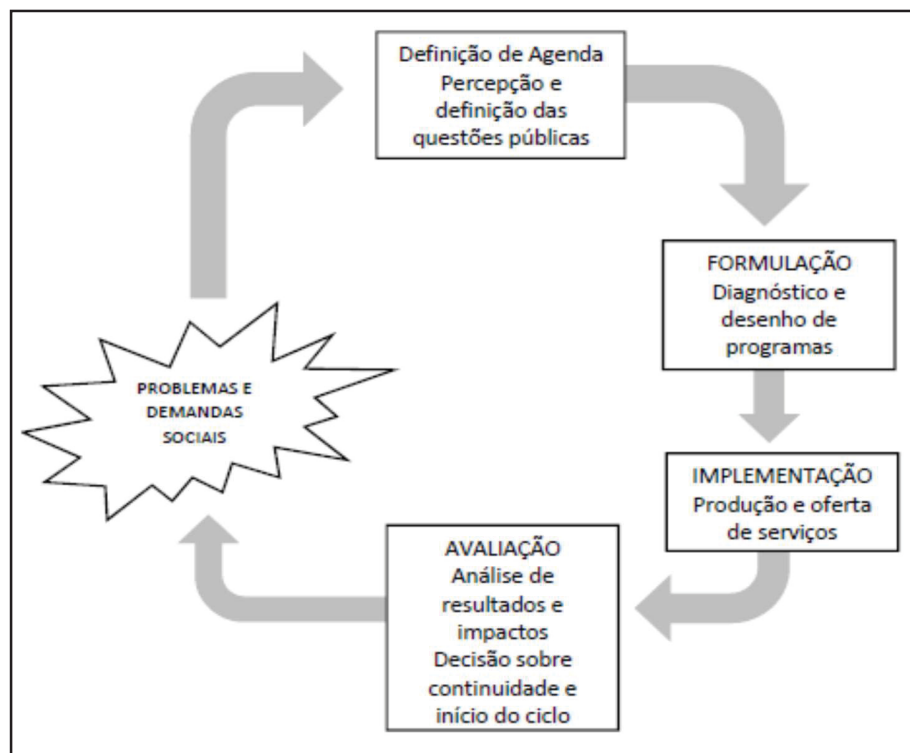 Definição de Agenda
Percepção e
definição das
questões públicas
FORMULAÇÃO
Diagnóstico e
desenho de
programas
IMPLEMENTAÇÃO
Produção e oferta
de serviços
AVALIAÇÃO
Análise de
resultados e
impactos
Decisão sobre
continuidade e
início do ciclo
PROBLEMAS E
DEMANDAS
SOCIAIS